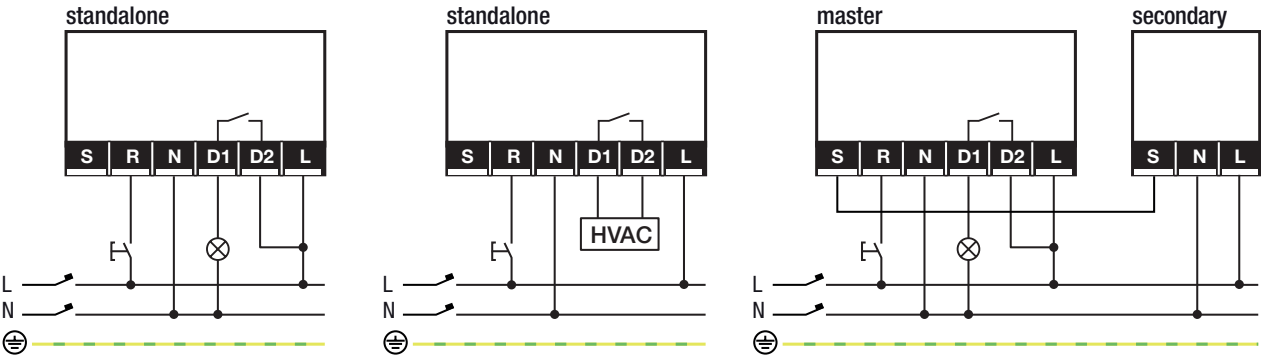 standalone
S R N D1 D2 L
L
N
standalone
S R N D1 D2 L
HVAC
L
N
master
S R N D1 D2 L
secondary
S N L
L
N